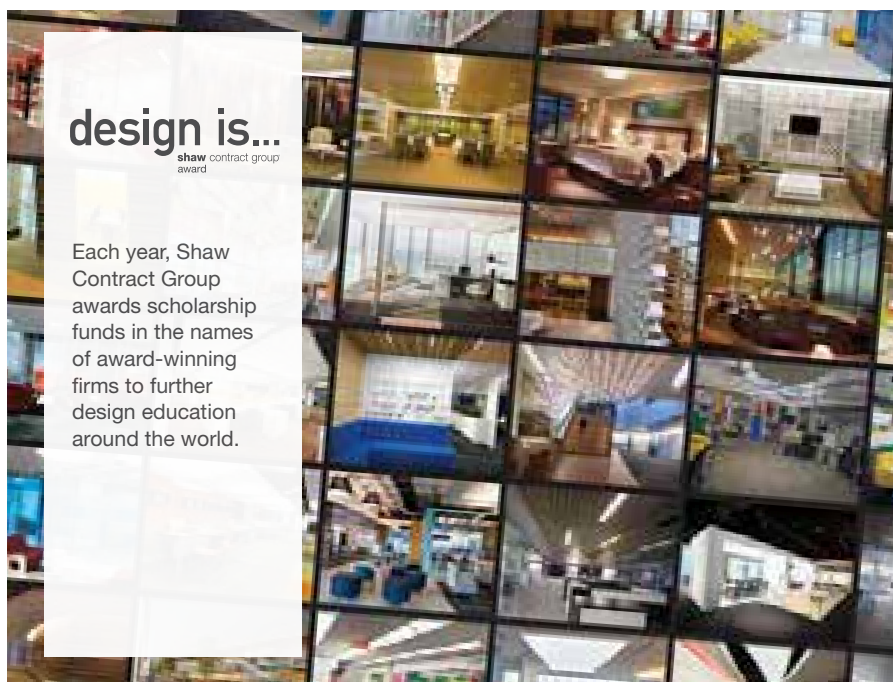 design is...
shaw contract group
award
Each year, Shaw
Contract Group
awards scholarship
funds in the names
of award-winning
firms to further
design education
around the world.